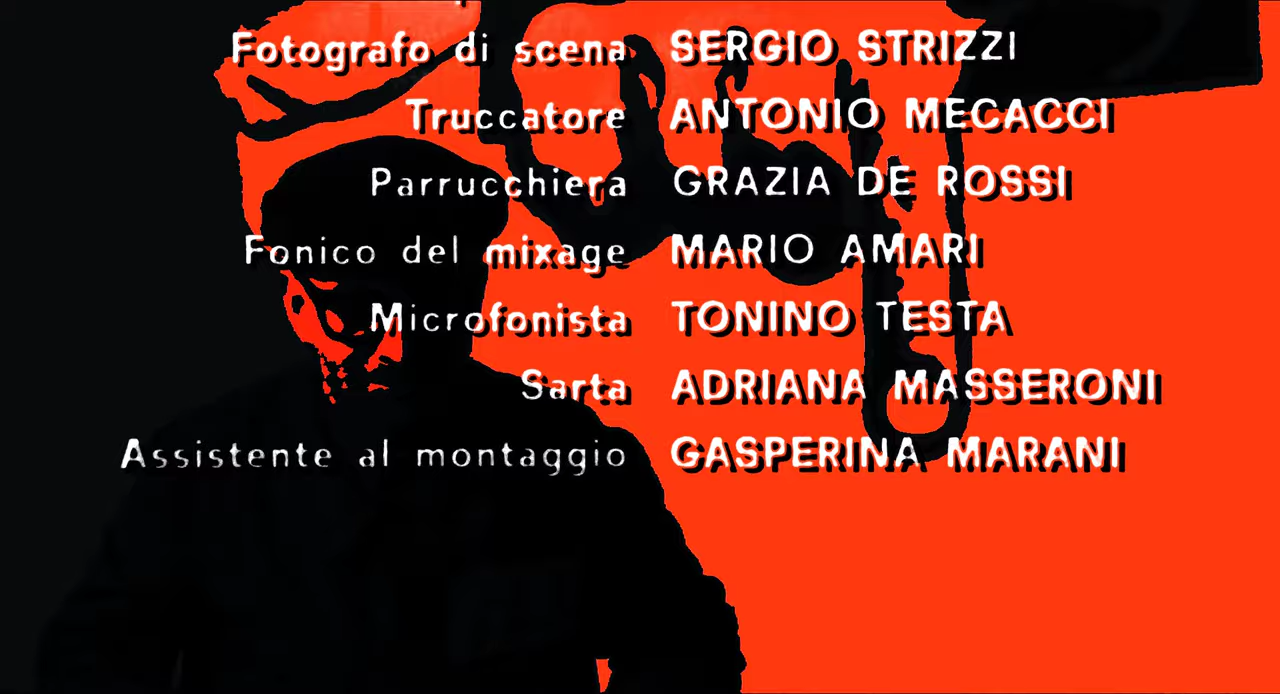 Fotografo di scena SERGIO STRIZZI
Truccatore ANTONIO MECACCI
Parrucchiera GRAZIA DE ROSSI
Fonico del mixage MARIO AMARI
Microfonista TONINO TESTA
Sarta ADRIANA MASSERONI
Assistente al montaggio GASPERINA MARANI